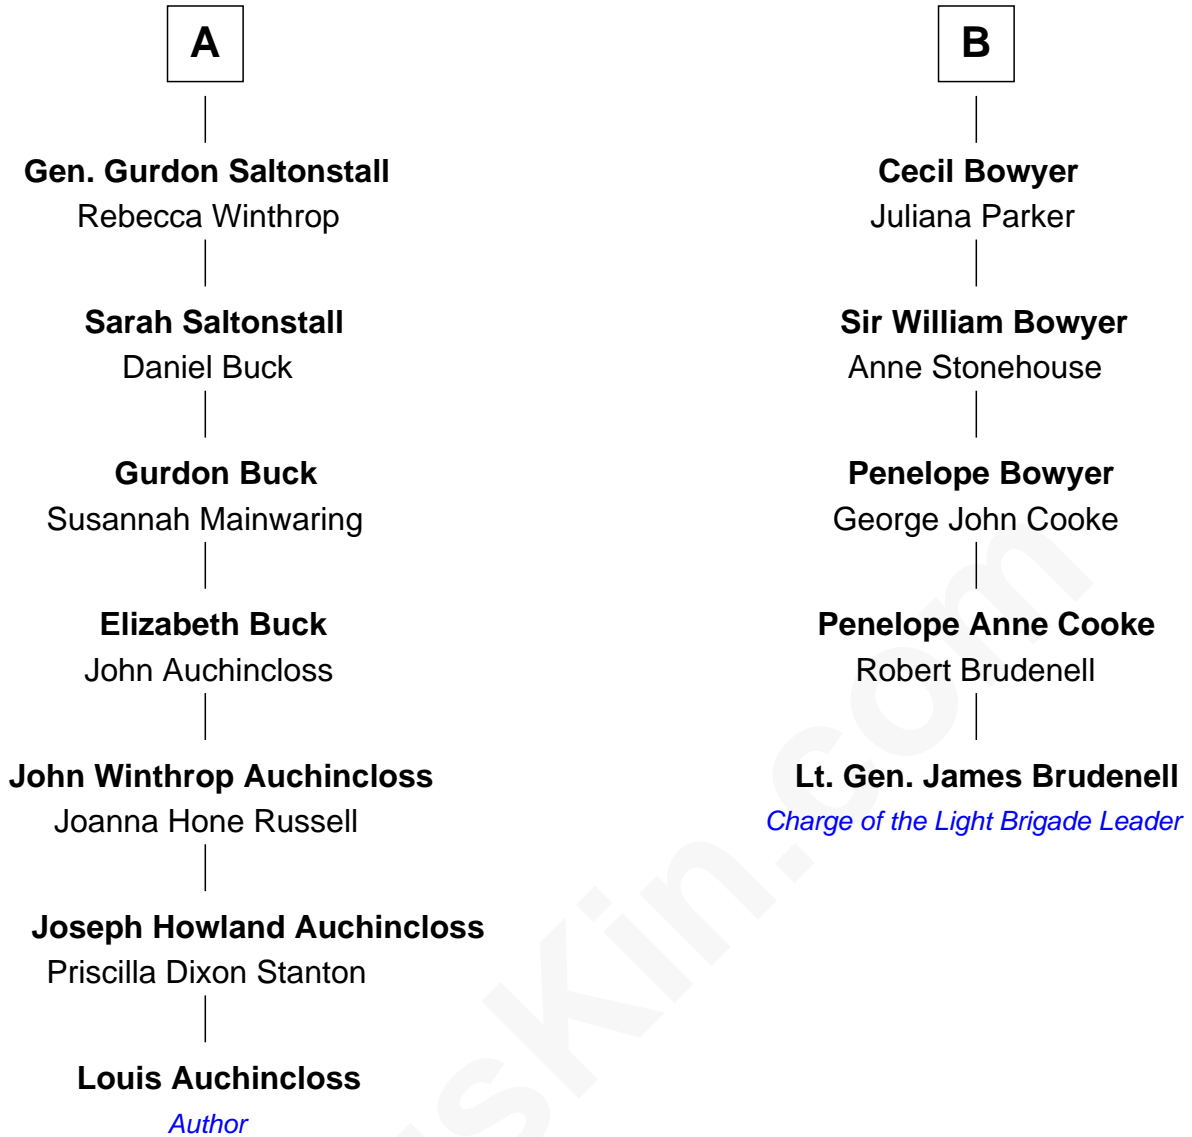 A
Gen. Gurdon Saltonstall
Rebecca Winthrop
Sarah Saltonstall
Daniel Buck
Gurdon Buck
Susannah Mainwaring
Elizabeth Buck
John Auchincloss
John Winthrop Auchincloss
Joanna Hone Russell
Joseph Howland Auchincloss
Priscilla Dixon Stanton
Louis Auchincloss
Author
B
Cecil Bowyer
Juliana Parker
Sir William Bowyer
Anne Stonehouse
Penelope Bowyer
George John Cooke
Penelope Anne Cooke
Robert Brudenell
Lt. Gen. James Brudenell
Charge of the Light Brigade Leader
usKin.com